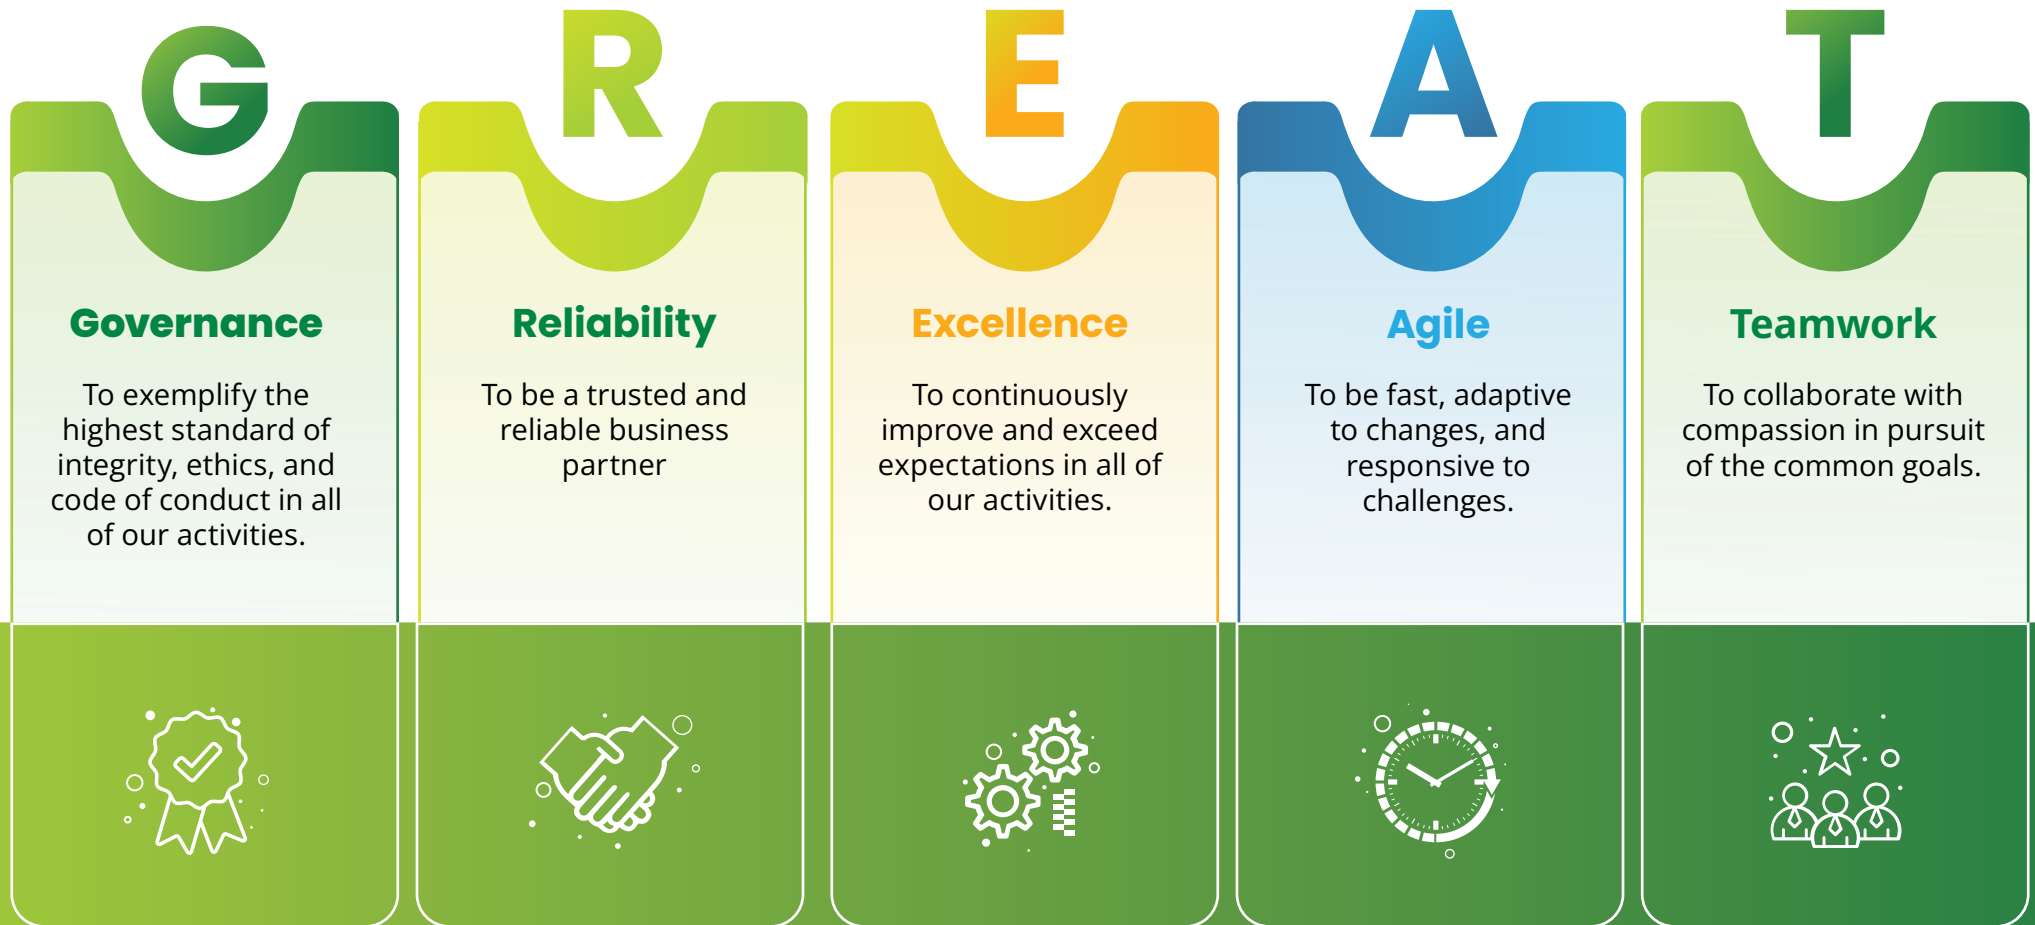 G
R
E
A
T
Governance
To exemplify the
highest standard of
integrity, ethics, and
code of conduct in all
of our activities.
Reliability
To be a trusted and
reliable business
partner
Excellence
To continuously
improve and exceed
expectations in all of
our activities.
Agile
To be fast, adaptive
to changes, and
responsive to
challenges.
Teamwork
To collaborate with
compassion in pursuit
of the common goals.